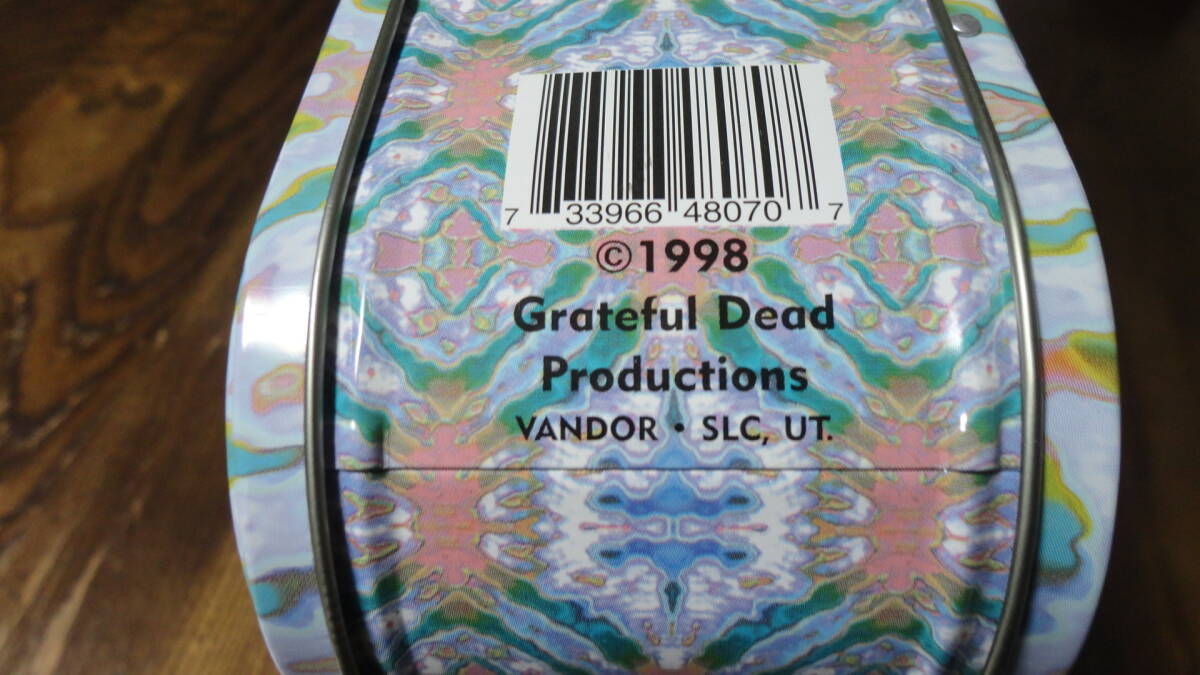 7 33966 48070 7
©1998
Grateful Dead
Productions
VANDOR • SLC, UT.